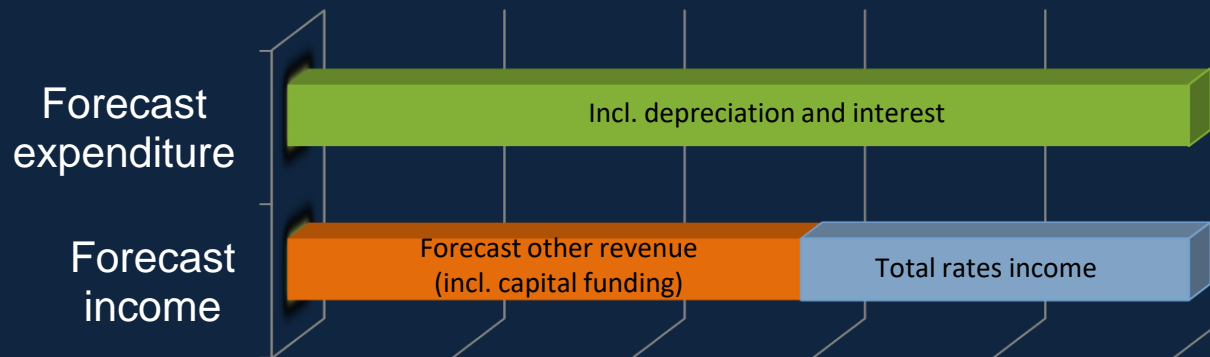 Forecast
expenditure
Incl. depreciation and interest
Forecast
income
Forecast other revenue
(incl. capital funding)
Total rates income